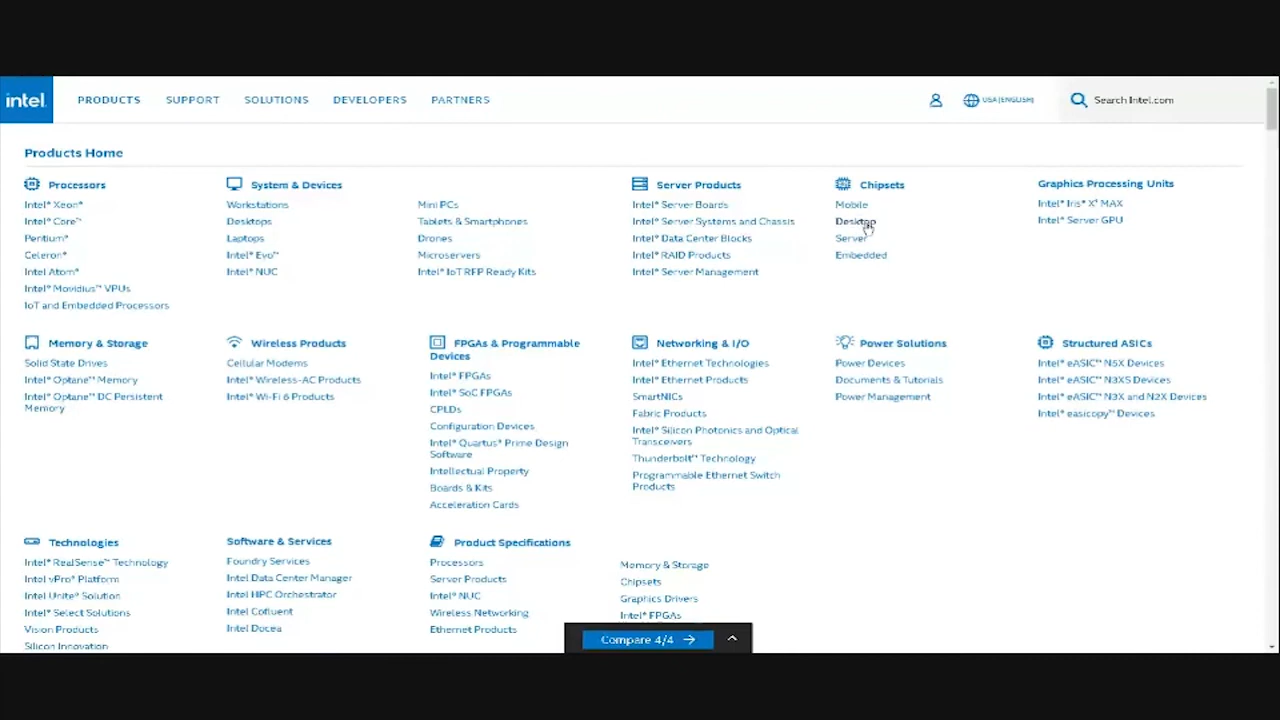 intel.
PRODUCTS
SUPPORT
SOLUTIONS
DEVELOPERS
PARTNERS
USA (ENGLISH)
Search Intel.com
Products Home
Processors
Intel® Xeon®
Intel® Core™
Pentium®
Celeron®
Intel Atom®
Intel® Movidius™ VPUs
IoT and Embedded Processors
System & Devices
Workstations
Desktops
Laptops
Intel® Evo™
Intel® NUC
Mini PCs
Tablets & Smartphones
Drones
Microservers
Intel® IoT RFP Ready Kits
Server Products
Intel® Server Boards
Intel® Server Systems and Chassis
Intel® Data Center Blocks
Intel® RAID Products
Intel® Server Management
Chipsets
Mobile
Desktop
Server
Embedded
Graphics Processing Units
Intel® Iris® Xᵉ MAX
Intel® Server GPU
Memory & Storage
Solid State Drives
Intel® Optane™ Memory
Intel® Optane™ DC Persistent
Memory
Wireless Products
Cellular Modems
Intel® Wireless-AC Products
Intel® Wi-Fi 6 Products
FPGAs & Programmable
Devices
Intel® FPGAs
Intel® SoC FPGAs
CPLDs
Configuration Devices
Intel® Quartus® Prime Design
Software
Intellectual Property
Boards & Kits
Acceleration Cards
Networking & I/O
Intel® Ethernet Technologies
Intel® Ethernet Products
SmartNICs
Fabric Products
Intel® Silicon Photonics and Optical
Transceivers
Thunderbolt™ Technology
Programmable Ethernet Switch
Products
Power Solutions
Power Devices
Documents & Tutorials
Power Management
Structured ASICs
Intel® eASIC™ N5X Devices
Intel® eASIC™ N3XS Devices
Intel® eASIC™ N3X and N2X Devices
Intel® easicopy™ Devices
Technologies
Intel® RealSense™ Technology
Intel vPro® Platform
Intel Unite® Solution
Intel® Select Solutions
Vision Products
Silicon Innovation
Software & Services
Foundry Services
Intel Data Center Manager
Intel HPC Orchestrator
Intel Cofluent
Intel Docea
Product Specifications
Processors
Server Products
Intel® NUC
Wireless Networking
Ethernet Products
Memory & Storage
Chipsets
Graphics Drivers
Intel® FPGAs
Compare 4/4